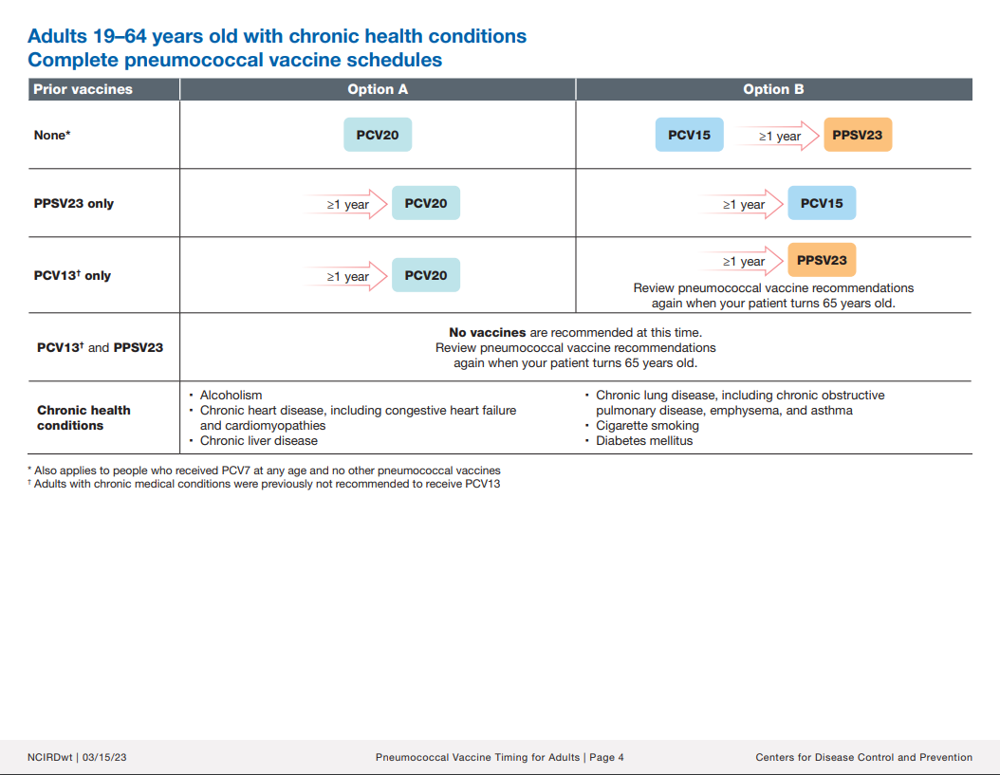 Adults 19–64 years old with chronic health conditions
Complete pneumococcal vaccine schedules
Prior vaccines Option A Option B
None* PCV20 PCV15 ≥1 year PPSV23
PPSV23 only ≥1 year PCV20 ≥1 year PCV15
PCV13† only ≥1 year PCV20 ≥1 year PPSV23
Review pneumococcal vaccine recommendations
again when your patient turns 65 years old.
PCV13† and PPSV23
No vaccines are recommended at this time.
Review pneumococcal vaccine recommendations
again when your patient turns 65 years old.
Chronic health
conditions
• Alcoholism
• Chronic heart disease, including congestive heart failure
and cardiomyopathies
• Chronic liver disease
• Chronic lung disease, including chronic obstructive
pulmonary disease, emphysema, and asthma
• Cigarette smoking
• Diabetes mellitus
* Also applies to people who received PCV7 at any age and no other pneumococcal vaccines
† Adults with chronic medical conditions were previously not recommended to receive PCV13
NCIRDwt | 03/15/23 Pneumococcal Vaccine Timing for Adults | Page 4 Centers for Disease Control and Prevention